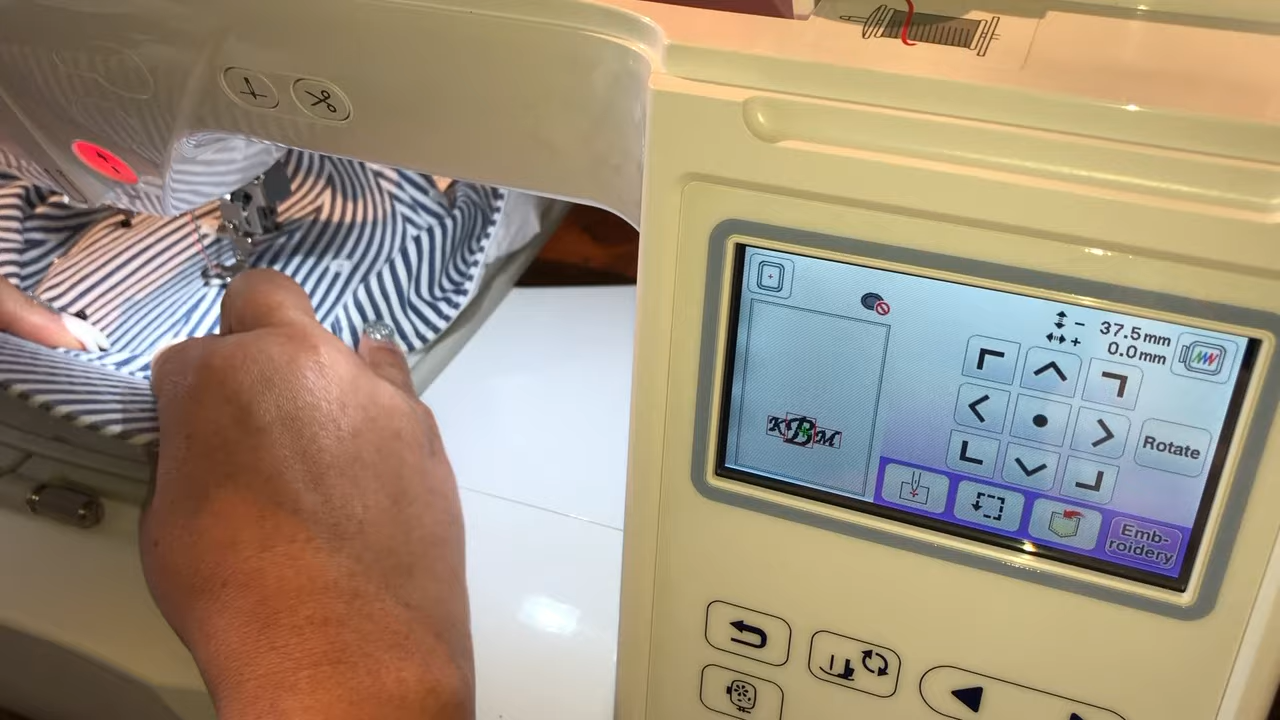 - 37.5mm
+ 0.0mm
KBM
Rotate
Emb-
roidery